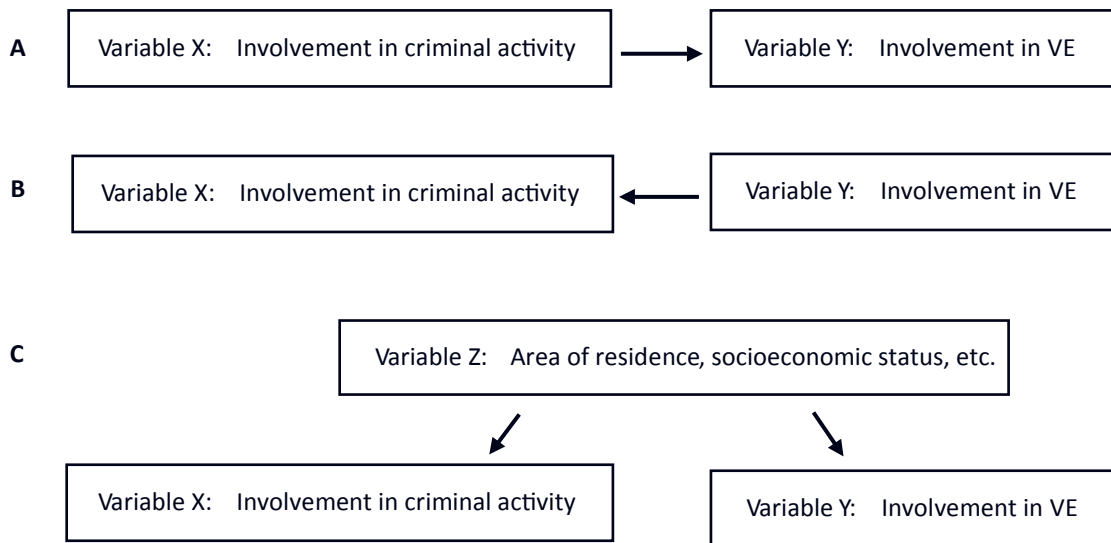 A Variable X: Involvement in criminal activity Variable Y: Involvement in VE
B Variable X: Involvement in criminal activity Variable Y: Involvement in VE
C Variable Z: Area of residence, socioeconomic status, etc.
Variable X: Involvement in criminal activity Variable Y: Involvement in VE